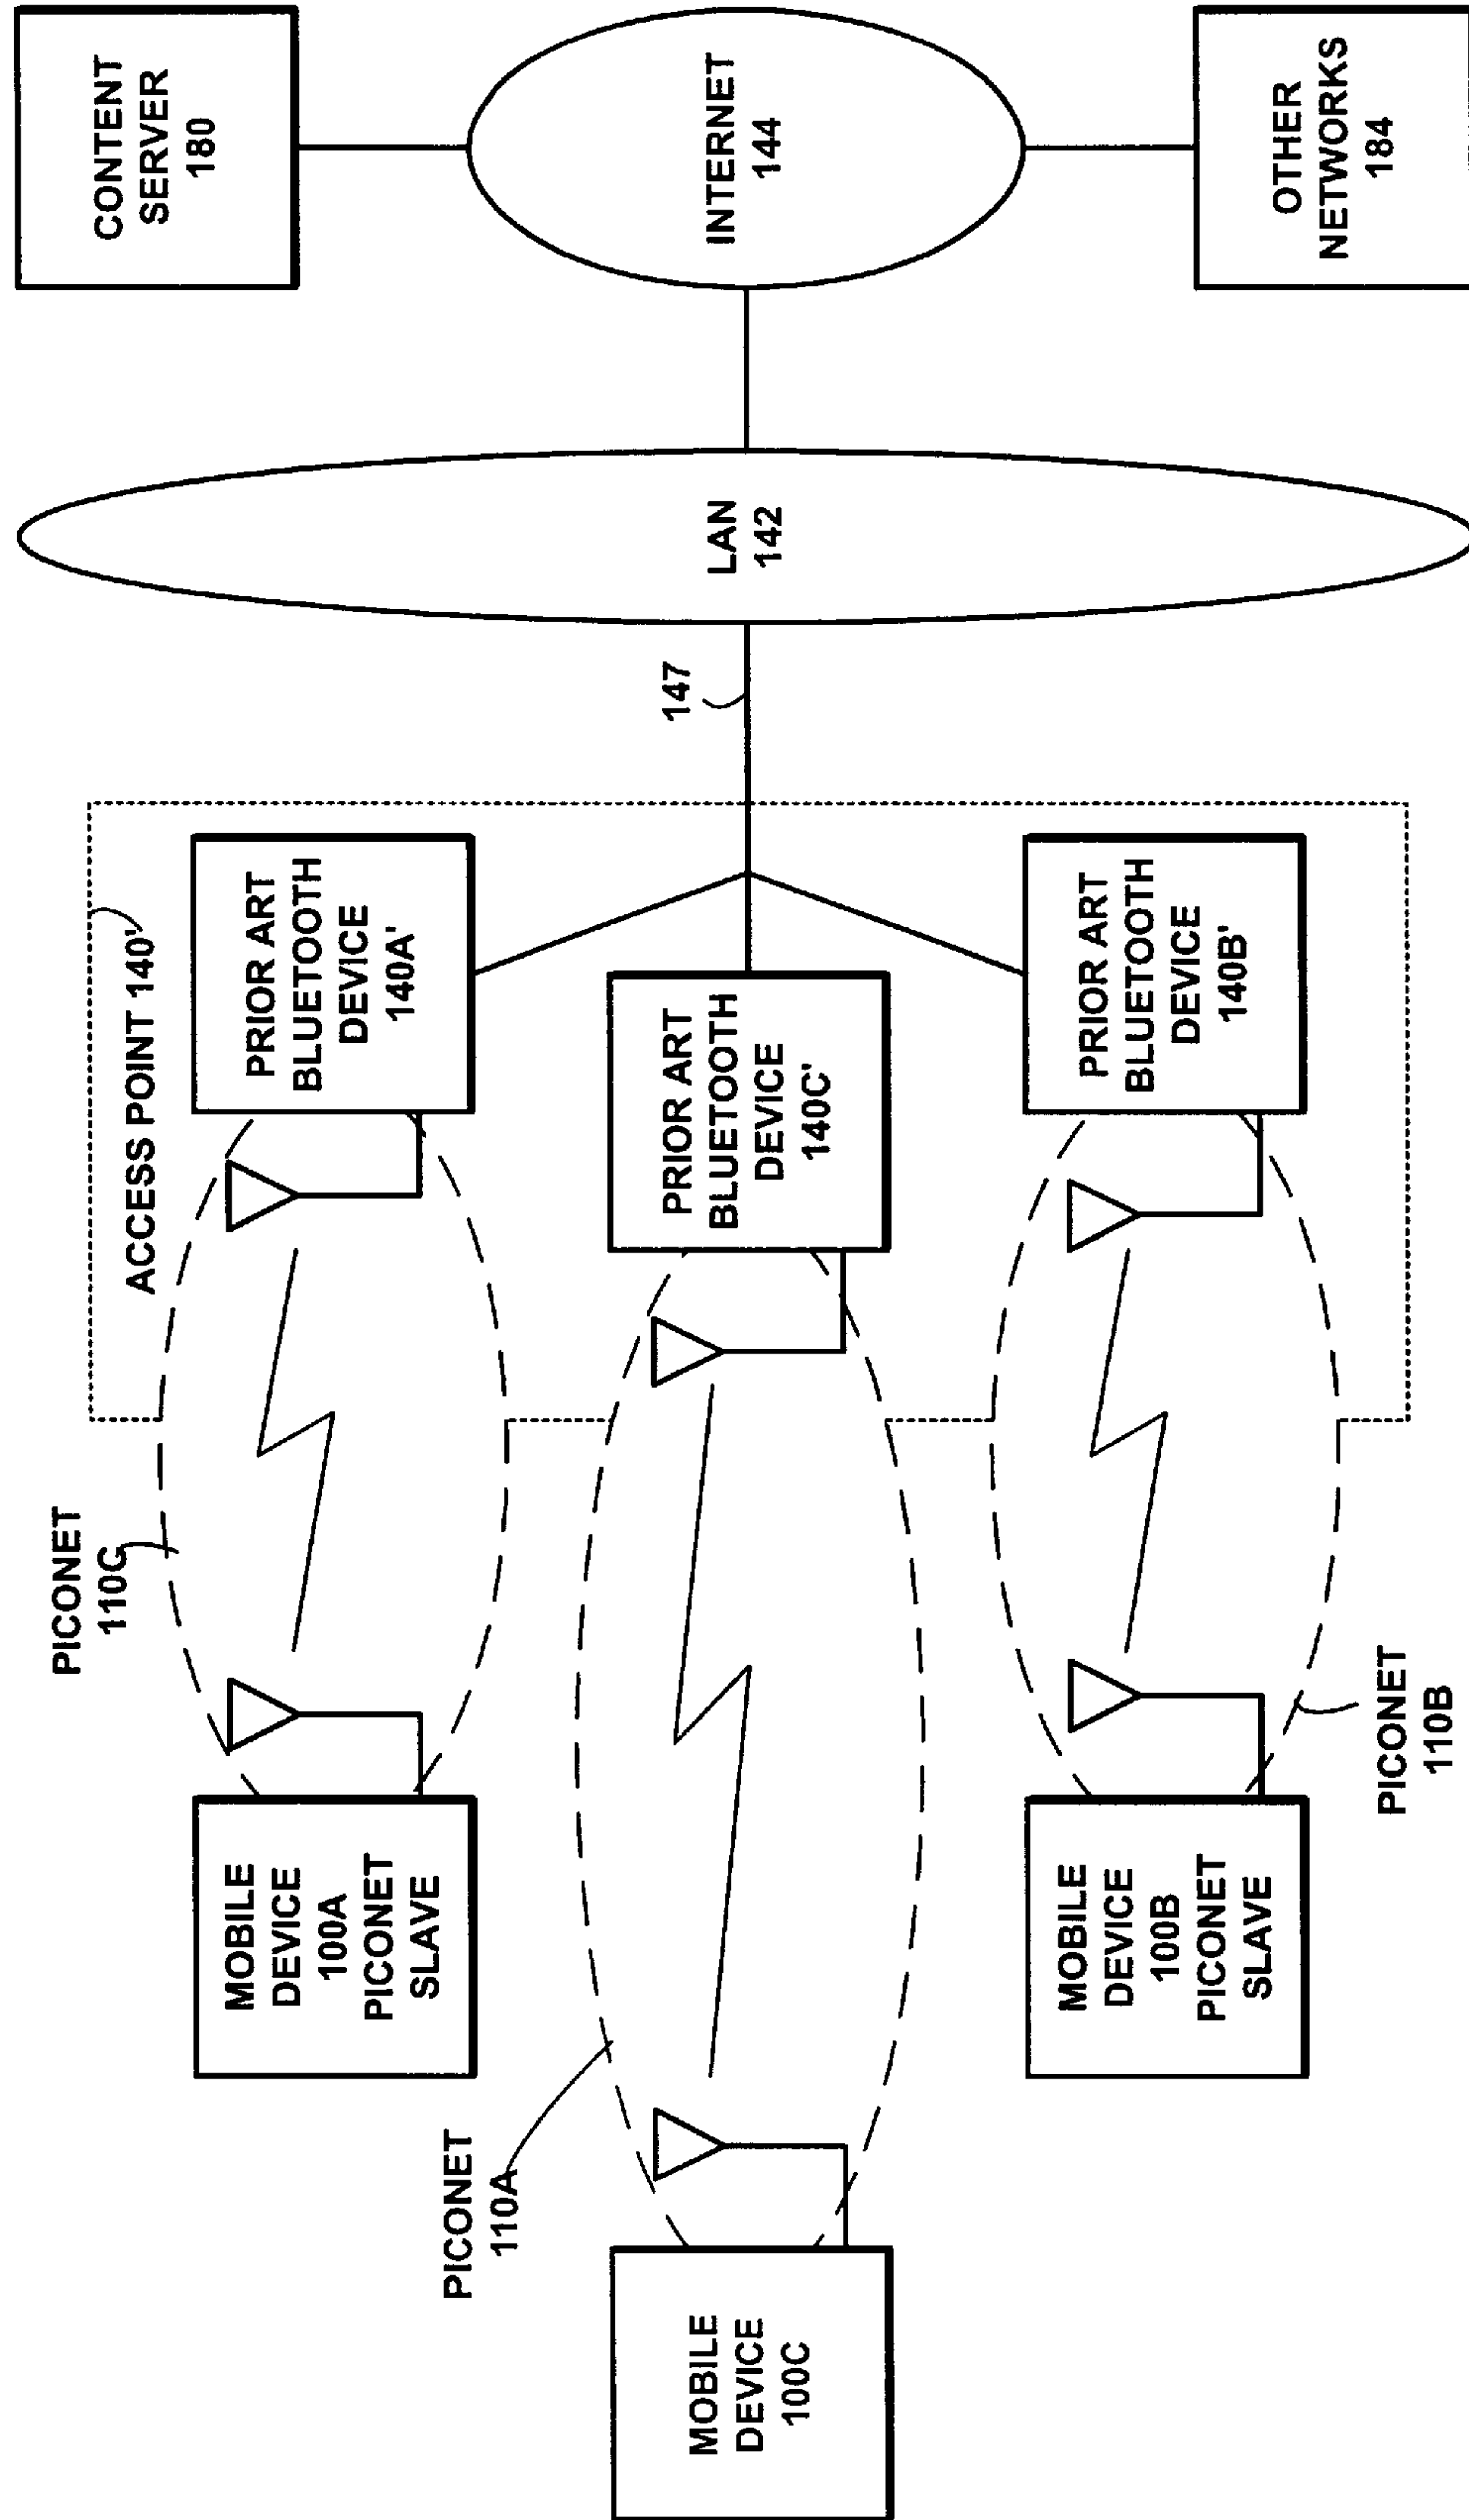 PICONET
110C
ACCESS POINT 140'
CONTENT
SERVER
180
MOBILE
DEVICE
100A
PICONET
SLAVE
PRIOR ART
BLUETOOTH
DEVICE
140A'
PICONET
110A
MOBILE
DEVICE
100C
PRIOR ART
BLUETOOTH
DEVICE
140C'
147
LAN
142
INTERNET
144
MOBILE
DEVICE
100B
PICONET
SLAVE
PRIOR ART
BLUETOOTH
DEVICE
140B'
OTHER
NETWORKS
184
PICONET
110B